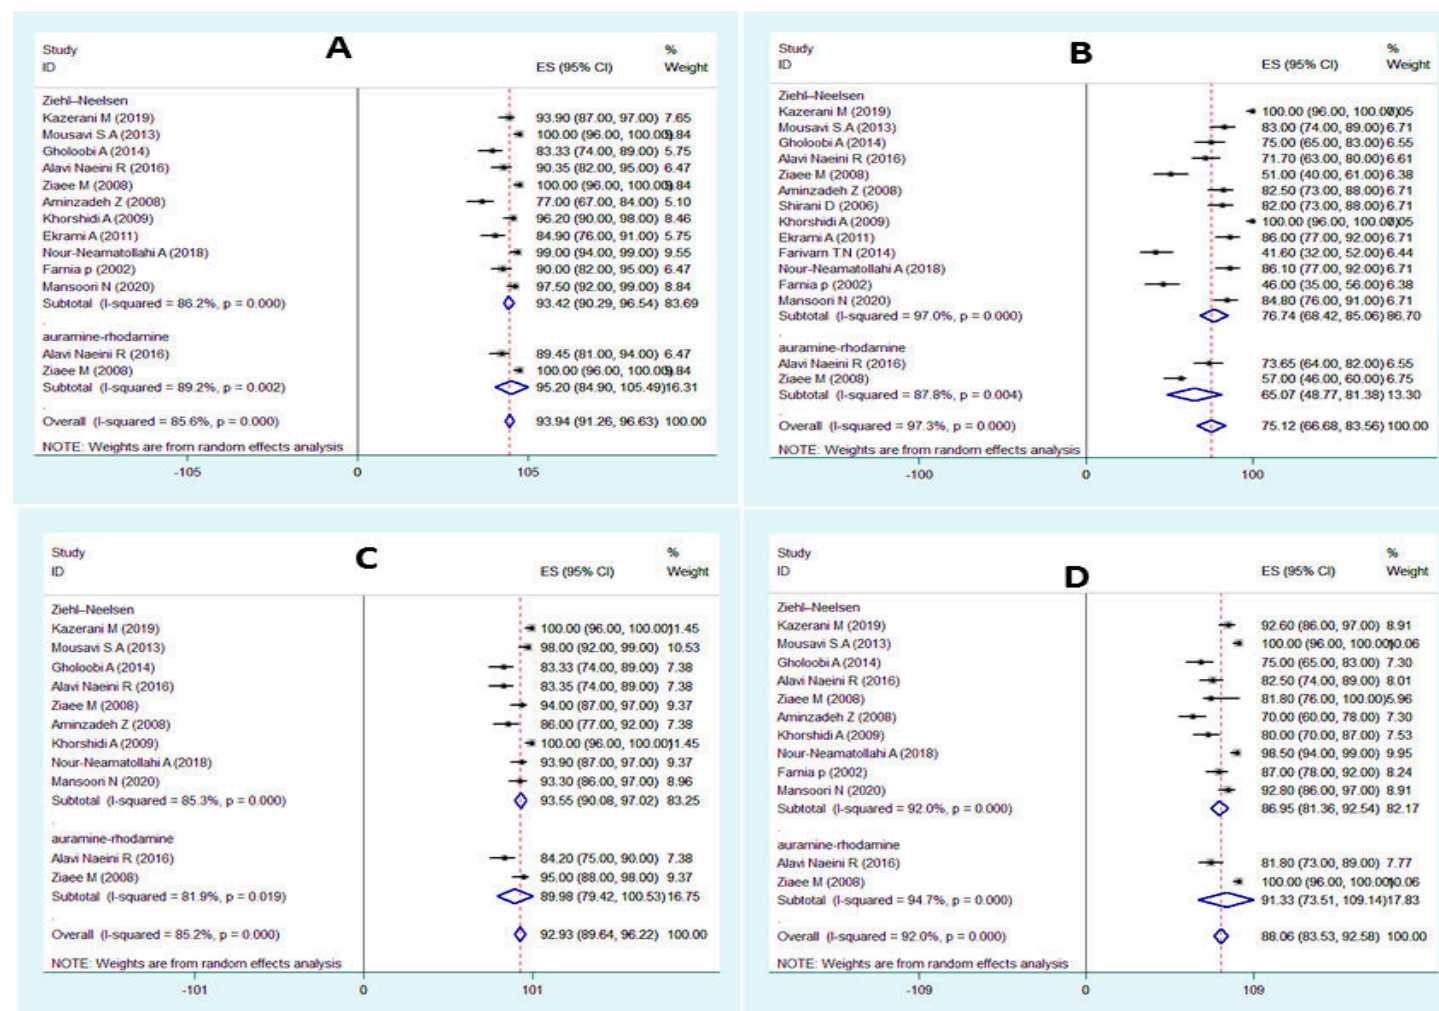 A
Study %
ID ES (95% CI) Weight
Ziehl–Neelsen
Kazerani M (2019) 93.90 (87.00, 97.00) 7.65
Mousavi S.A (2013) 100.00 (96.00, 100.00) 9.84
Gholoobi A (2014) 83.33 (74.00, 89.00) 5.75
Alavi Naeini R (2016) 90.35 (82.00, 95.00) 6.47
Ziaee M (2008) 100.00 (96.00, 100.00) 9.84
Aminzadeh Z (2008) 77.00 (67.00, 84.00) 5.10
Khorshidi A (2009) 96.20 (90.00, 98.00) 8.46
Ekrami A (2011) 84.90 (76.00, 91.00) 5.75
Nour-Neamatollahi A (2018) 99.00 (94.00, 99.00) 9.55
Farnia p (2002) 90.00 (82.00, 95.00) 6.47
Mansoori N (2020) 97.50 (92.00, 99.00) 8.84
Subtotal (I-squared = 86.2%, p = 0.000) 93.42 (90.29, 96.54) 83.69
.
auramine-rhodamine
Alavi Naeini R (2016) 89.45 (81.00, 94.00) 6.47
Ziaee M (2008) 100.00 (96.00, 100.00) 9.84
Subtotal (I-squared = 89.2%, p = 0.002) 95.20 (84.90, 105.49) 16.31
.
Overall (I-squared = 85.6%, p = 0.000) 93.94 (91.26, 96.63) 100.00
NOTE: Weights are from random effects analysis
-105 0 105
B
Study %
ID ES (95% CI) Weight
Ziehl–Neelsen
Kazerani M (2019) 100.00 (96.00, 100.00) 7.05
Mousavi S.A (2013) 83.00 (74.00, 89.00) 6.71
Gholoobi A (2014) 75.00 (65.00, 83.00) 6.55
Alavi Naeini R (2016) 71.70 (63.00, 80.00) 6.61
Ziaee M (2008) 51.00 (40.00, 61.00) 6.38
Aminzadeh Z (2008) 82.50 (73.00, 88.00) 6.71
Shirani D (2006) 82.00 (73.00, 88.00) 6.71
Khorshidi A (2009) 100.00 (96.00, 100.00) 7.05
Ekrami A (2011) 86.00 (77.00, 92.00) 6.71
Farivarn T.N (2014) 41.60 (32.00, 52.00) 6.44
Nour-Neamatollahi A (2018) 86.10 (77.00, 92.00) 6.71
Farnia p (2002) 46.00 (35.00, 56.00) 6.38
Mansoori N (2020) 84.80 (76.00, 91.00) 6.71
Subtotal (I-squared = 97.0%, p = 0.000) 76.74 (68.42, 85.06) 86.70
.
auramine-rhodamine
Alavi Naeini R (2016) 73.65 (64.00, 82.00) 6.55
Ziaee M (2008) 57.00 (46.00, 60.00) 6.75
Subtotal (I-squared = 87.8%, p = 0.004) 65.07 (48.77, 81.38) 13.30
.
Overall (I-squared = 97.3%, p = 0.000) 75.12 (66.68, 83.56) 100.00
NOTE: Weights are from random effects analysis
-100 0 100
C
Study %
ID ES (95% CI) Weight
Ziehl–Neelsen
Kazerani M (2019) 100.00 (96.00, 100.00) 11.45
Mousavi S.A (2013) 98.00 (92.00, 99.00) 10.53
Gholoobi A (2014) 83.33 (74.00, 89.00) 7.38
Alavi Naeini R (2016) 83.35 (74.00, 89.00) 7.38
Ziaee M (2008) 94.00 (87.00, 97.00) 9.37
Aminzadeh Z (2008) 86.00 (77.00, 92.00) 7.38
Khorshidi A (2009) 100.00 (96.00, 100.00) 11.45
Nour-Neamatollahi A (2018) 93.90 (87.00, 97.00) 9.37
Mansoori N (2020) 93.30 (86.00, 97.00) 8.96
Subtotal (I-squared = 85.3%, p = 0.000) 93.55 (90.08, 97.02) 83.25
.
auramine-rhodamine
Alavi Naeini R (2016) 84.20 (75.00, 90.00) 7.38
Ziaee M (2008) 95.00 (88.00, 98.00) 9.37
Subtotal (I-squared = 81.9%, p = 0.019) 89.98 (79.42, 100.53) 16.75
.
Overall (I-squared = 85.2%, p = 0.000) 92.93 (89.64, 96.22) 100.00
NOTE: Weights are from random effects analysis
-101 0 101
D
Study %
ID ES (95% CI) Weight
Ziehl–Neelsen
Kazerani M (2019) 92.60 (86.00, 97.00) 8.91
Mousavi S.A (2013) 100.00 (96.00, 100.00) 10.06
Gholoobi A (2014) 75.00 (65.00, 83.00) 7.30
Alavi Naeini R (2016) 82.50 (74.00, 89.00) 8.01
Ziaee M (2008) 81.80 (76.00, 100.00) 5.96
Aminzadeh Z (2008) 70.00 (60.00, 78.00) 7.30
Khorshidi A (2009) 80.00 (70.00, 87.00) 7.53
Nour-Neamatollahi A (2018) 98.50 (94.00, 99.00) 9.95
Farnia p (2002) 87.00 (78.00, 92.00) 8.24
Mansoori N (2020) 92.80 (86.00, 97.00) 8.91
Subtotal (I-squared = 92.0%, p = 0.000) 86.95 (81.36, 92.54) 82.17
.
auramine-rhodamine
Alavi Naeini R (2016) 81.80 (73.00, 89.00) 7.77
Ziaee M (2008) 100.00 (96.00, 100.00) 10.06
Subtotal (I-squared = 94.7%, p = 0.000) 91.33 (73.51, 109.14) 17.83
.
Overall (I-squared = 92.0%, p = 0.000) 88.06 (83.53, 92.58) 100.00
NOTE: Weights are from random effects analysis
-109 0 109